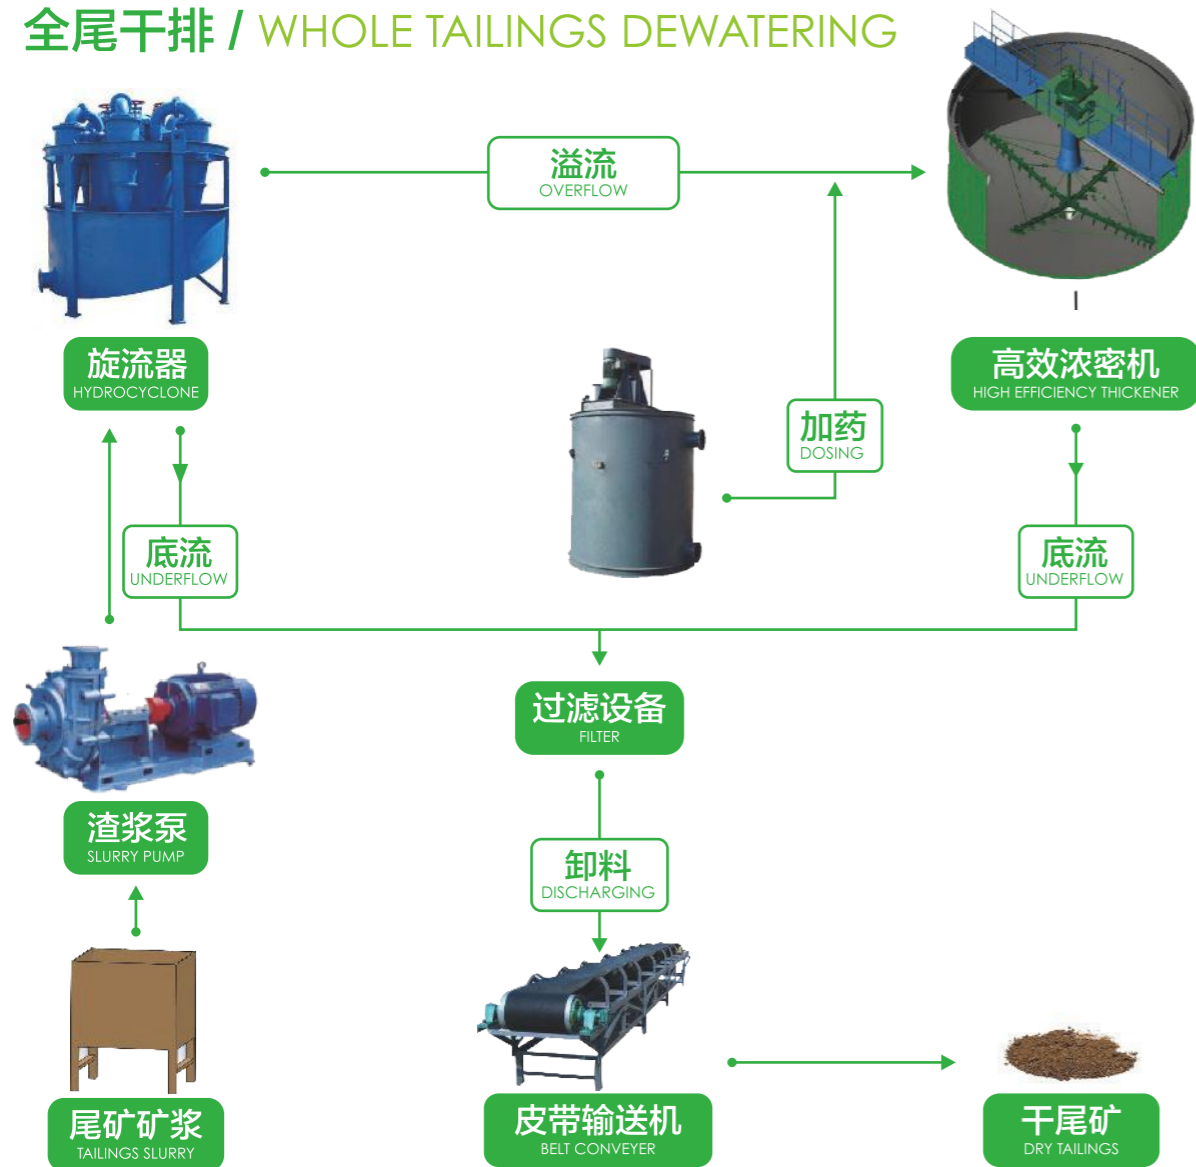 全尾干排 / WHOLE TAILINGS DEWATERING
溢流
OVERFLOW
旋流器
HYDROCYCLONE
高效浓密机
HIGH EFFICIENCY THICKENER
加药
DOSING
底流
UNDERFLOW
底流
UNDERFLOW
过滤设备
FILTER
渣浆泵
SLURRY PUMP
卸料
DISCHARGING
尾矿矿浆
TAILINGS SLURRY
皮带输送机
BELT CONVEYER
干尾矿
DRY TAILINGS